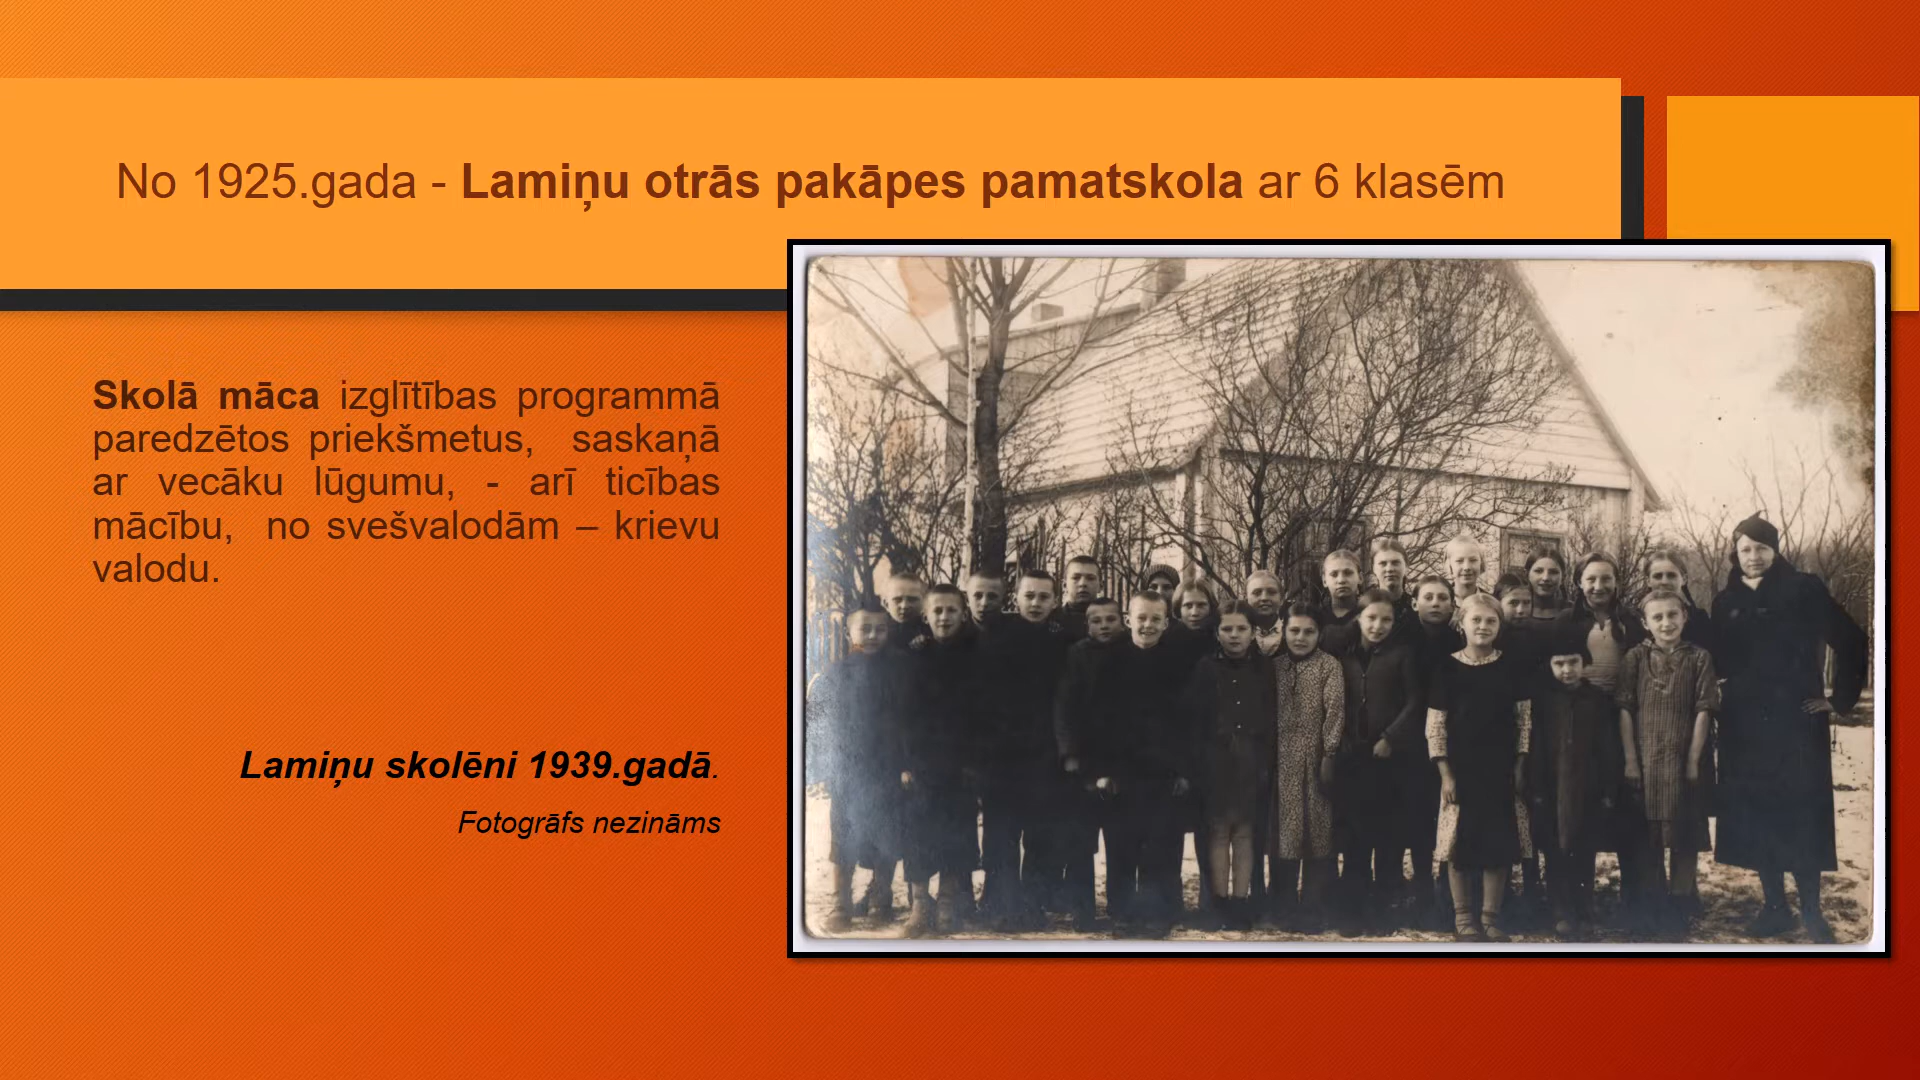 No 1925.gada - Lamiņu otrās pakāpes pamatskola ar 6 klasēm
Skolā māca izglītības programmā
paredzētos priekšmetus, saskaņā
ar vecāku lūgumu, - arī ticības
mācību, no svešvalodām – krievu
valodu.
Lamiņu skolēni 1939.gadā.
Fotogrāfs nezināms